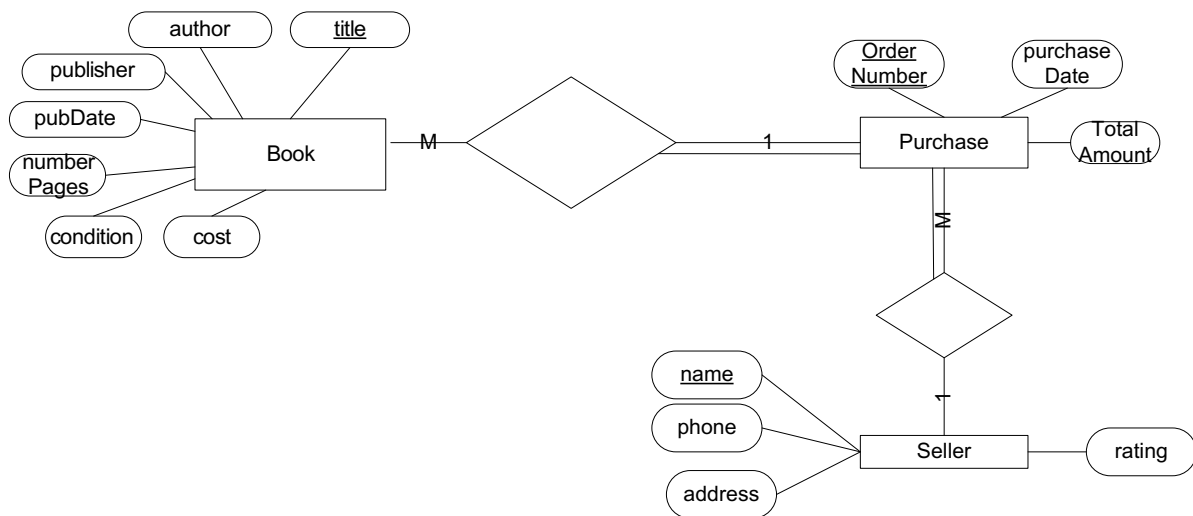 author
title
publisher
pubDate
number
Pages
condition
cost
Book
M
1
Order
Number
purchase
Date
Purchase
Total
Amount
M
1
name
phone
address
Seller
rating